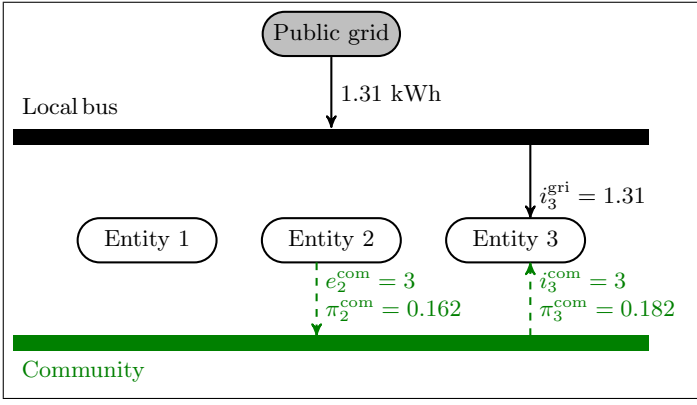 Public grid
1.31 kWh
Local bus
i_3^gri = 1.31
Entity 1
Entity 2
Entity 3
e_2^com = 3
π_2^com = 0.162
i_3^com = 3
π_3^com = 0.182
Community